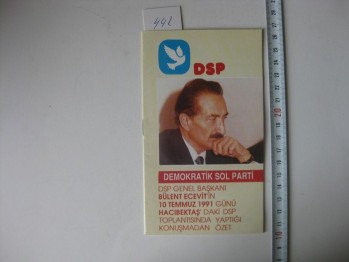 442
DSP
DEMOKRATİK SOL PARTİ
DSP GENEL BAŞKANI
BÜLENT ECEVİT'İN
10 TEMMUZ 1991 GÜNÜ
HACIBEKTAŞ'DAKİ DSP
TOPLANTISINDA YAPTIĞI
KONUŞMADAN ÖZET